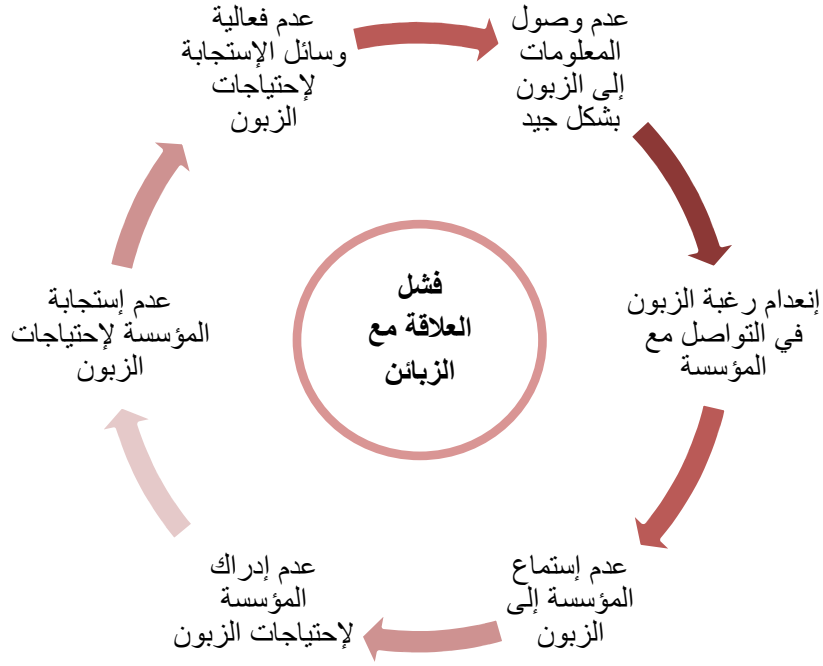 عدم وصول
المعلومات
إلى الزبون
بشكل جيد
إنعدام رغبة الزبون
في التواصل مع
المؤسسة
عدم إستماع
المؤسسة إلى
الزبون
عدم إدراك
المؤسسة
لإحتياجات الزبون
عدم إستجابة
المؤسسة لإحتياجات
الزبون
عدم فعالية
وسائل الإستجابة
لإحتياجات
الزبون
فشل
العلاقة مع
الزبائن